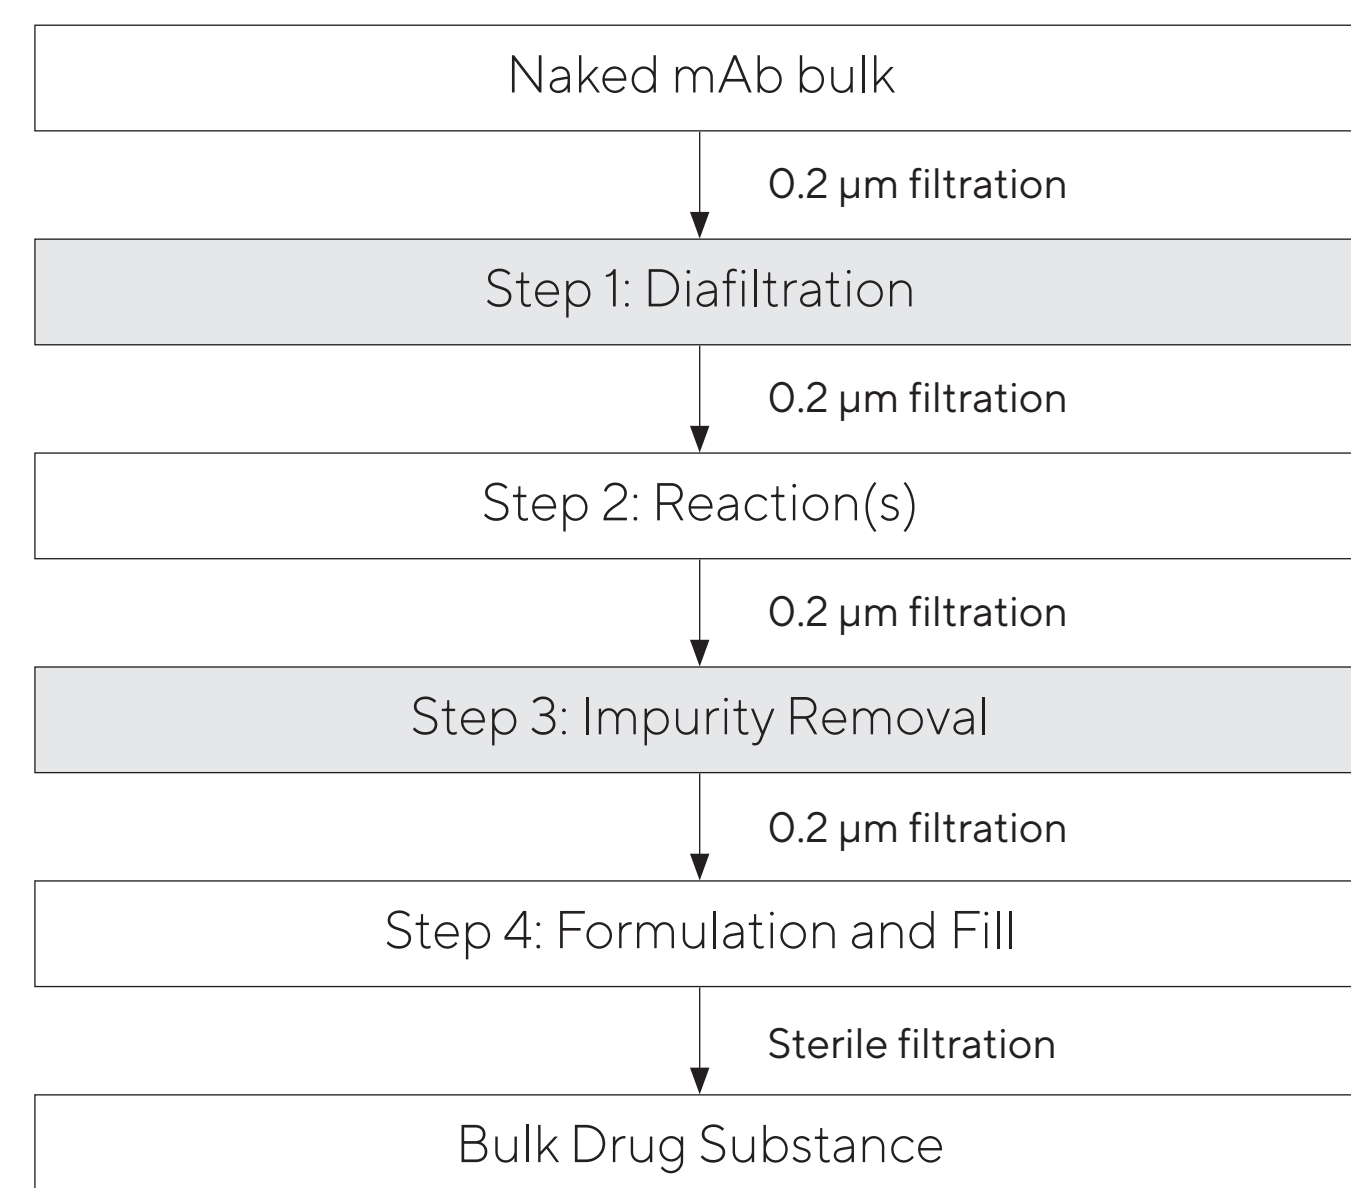 Naked mAb bulk
0.2 µm filtration
Step 1: Diafiltration
0.2 µm filtration
Step 2: Reaction(s)
0.2 µm filtration
Step 3: Impurity Removal
0.2 µm filtration
Step 4: Formulation and Fill
Sterile filtration
Bulk Drug Substance